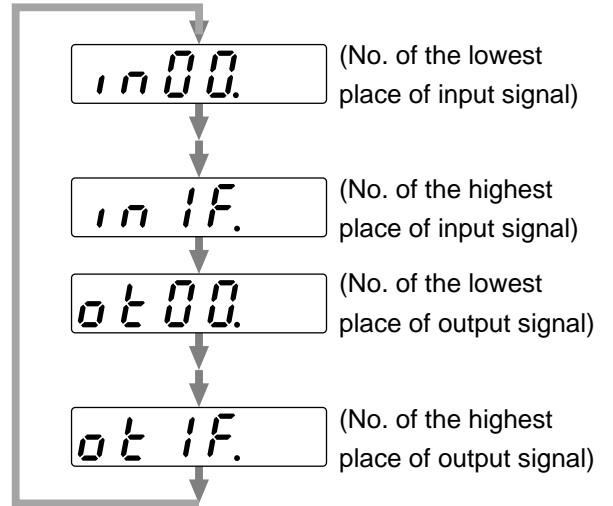 in00.
(No. of the lowest
place of input signal)
in1F.
(No. of the highest
place of input signal)
ot00.
(No. of the lowest
place of output signal)
ot1F.
(No. of the highest
place of output signal)